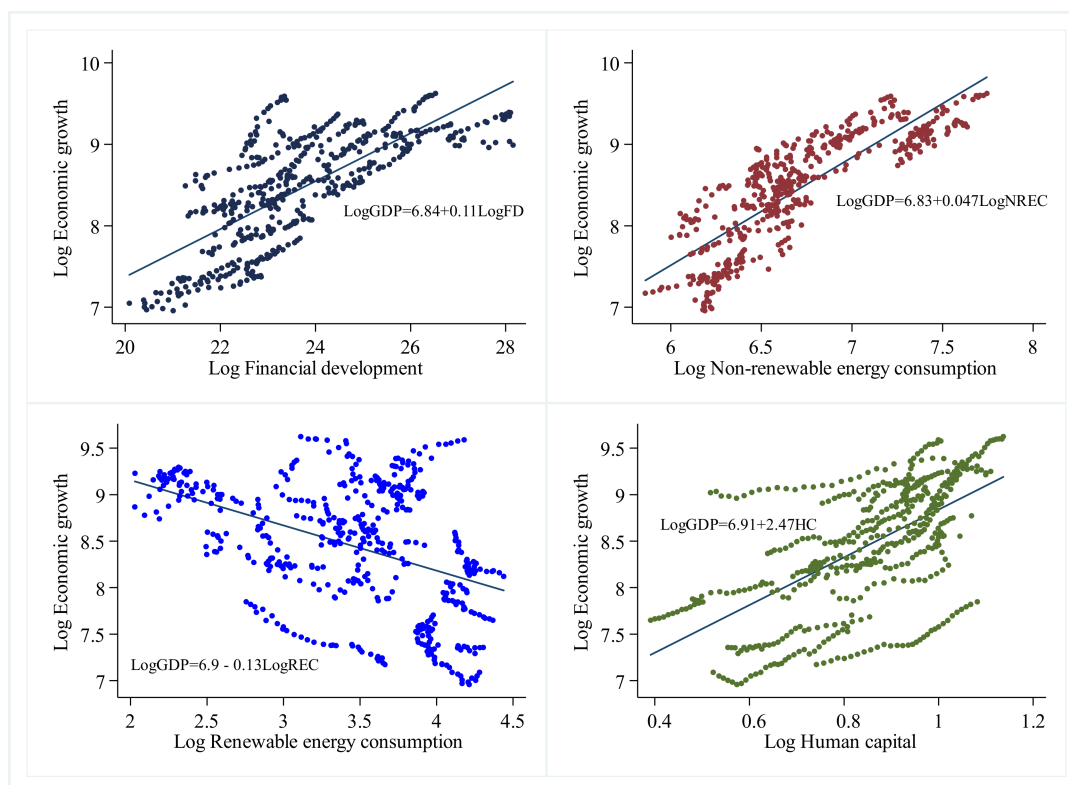 10
9
8
7
Log Economic growth
LogGDP=6.84+0.11LogFD
20 22 24 26 28
Log Financial development
10
9
8
7
Log Economic growth
LogGDP=6.83+0.047LogNREC
6 6.5 7 7.5 8
Log Non-renewable energy consumption
9.5
9
8.5
8
7.5
7
Log Economic growth
LogGDP=6.9 - 0.13LogREC
2 2.5 3 3.5 4 4.5
Log Renewable energy consumption
9.5
9
8.5
8
7.5
7
Log Economic growth
LogGDP=6.91+2.47HC
0.4 0.6 0.8 1 1.2
Log Human capital